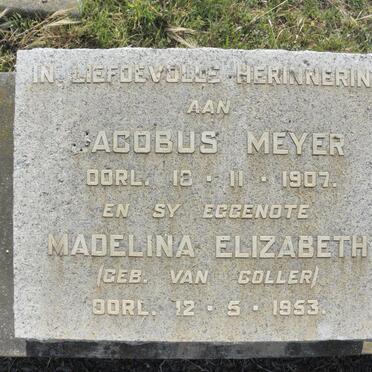 IN LIEFDEVOLLE HERINNERIN
AAN
JACOBUS MEYER
OORL. 18 · 11 · 1907.
EN SY EGGENOTE
MADELINA ELIZABETH
(GEB. VAN COLLER)
OORL. 12 · 5 · 1953.